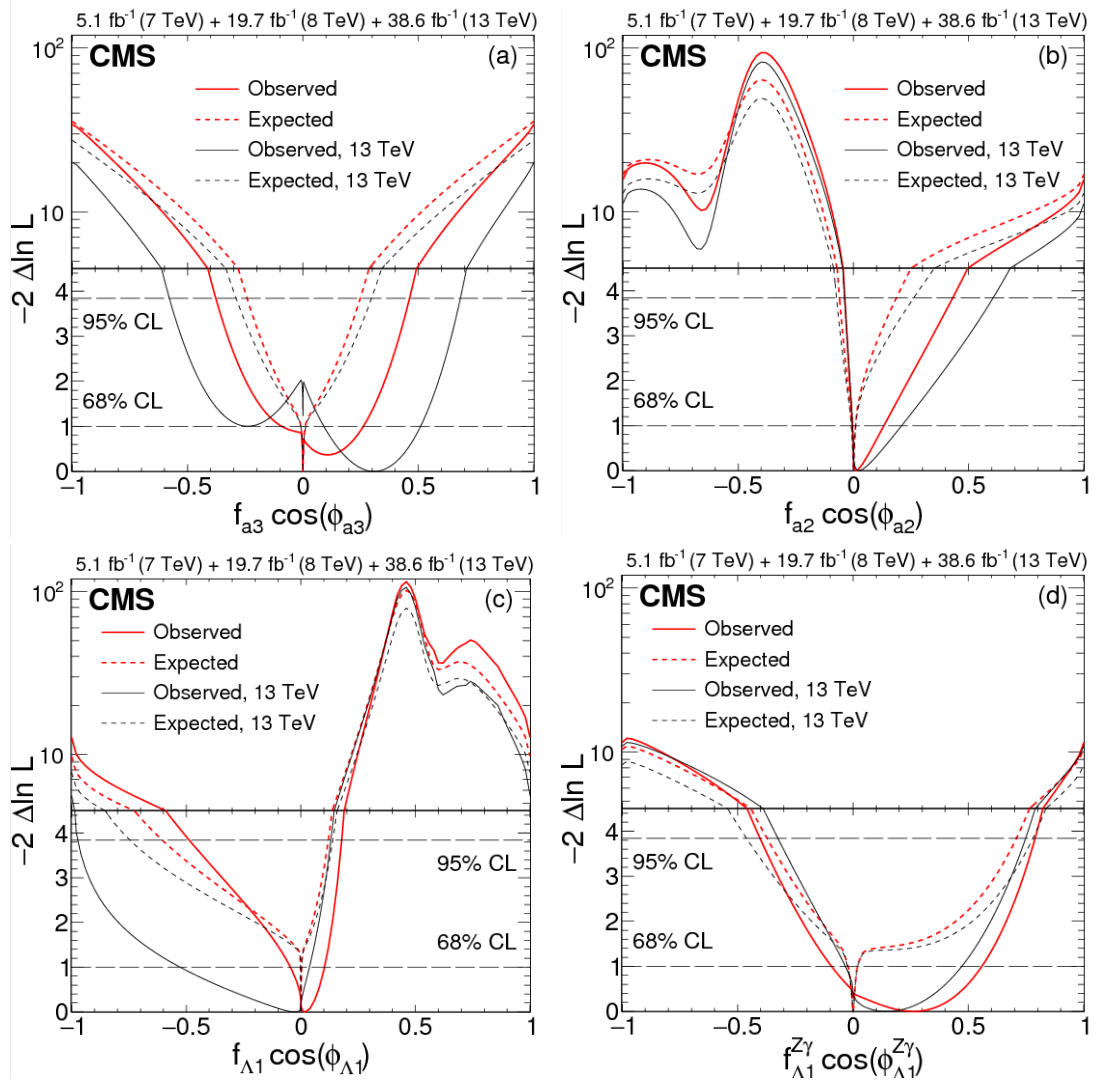 5.1 fb⁻¹ (7 TeV) + 19.7 fb⁻¹ (8 TeV) + 38.6 fb⁻¹ (13 TeV)
CMS
(a)
Observed
Expected
Observed, 13 TeV
Expected, 13 TeV
95% CL
68% CL
−2 Δln L
10²
10
4
3
2
1
0
−1
−0.5
0
0.5
1
f_a3 cos(ϕ_a3)
5.1 fb⁻¹ (7 TeV) + 19.7 fb⁻¹ (8 TeV) + 38.6 fb⁻¹ (13 TeV)
CMS
(b)
Observed
Expected
Observed, 13 TeV
Expected, 13 TeV
95% CL
68% CL
−2 Δln L
10²
10
4
3
2
1
0
−1
−0.5
0
0.5
1
f_a2 cos(ϕ_a2)
5.1 fb⁻¹ (7 TeV) + 19.7 fb⁻¹ (8 TeV) + 38.6 fb⁻¹ (13 TeV)
CMS
(c)
Observed
Expected
Observed, 13 TeV
Expected, 13 TeV
95% CL
68% CL
−2 Δln L
10²
10
4
3
2
1
0
−1
−0.5
0
0.5
1
f_Λ1 cos(ϕ_Λ1)
5.1 fb⁻¹ (7 TeV) + 19.7 fb⁻¹ (8 TeV) + 38.6 fb⁻¹ (13 TeV)
CMS
(d)
Observed
Expected
Observed, 13 TeV
Expected, 13 TeV
95% CL
68% CL
−2 Δln L
10²
10
4
3
2
1
0
−1
−0.5
0
0.5
1
f_Λ1^Zγ cos(ϕ_Λ1^Zγ)